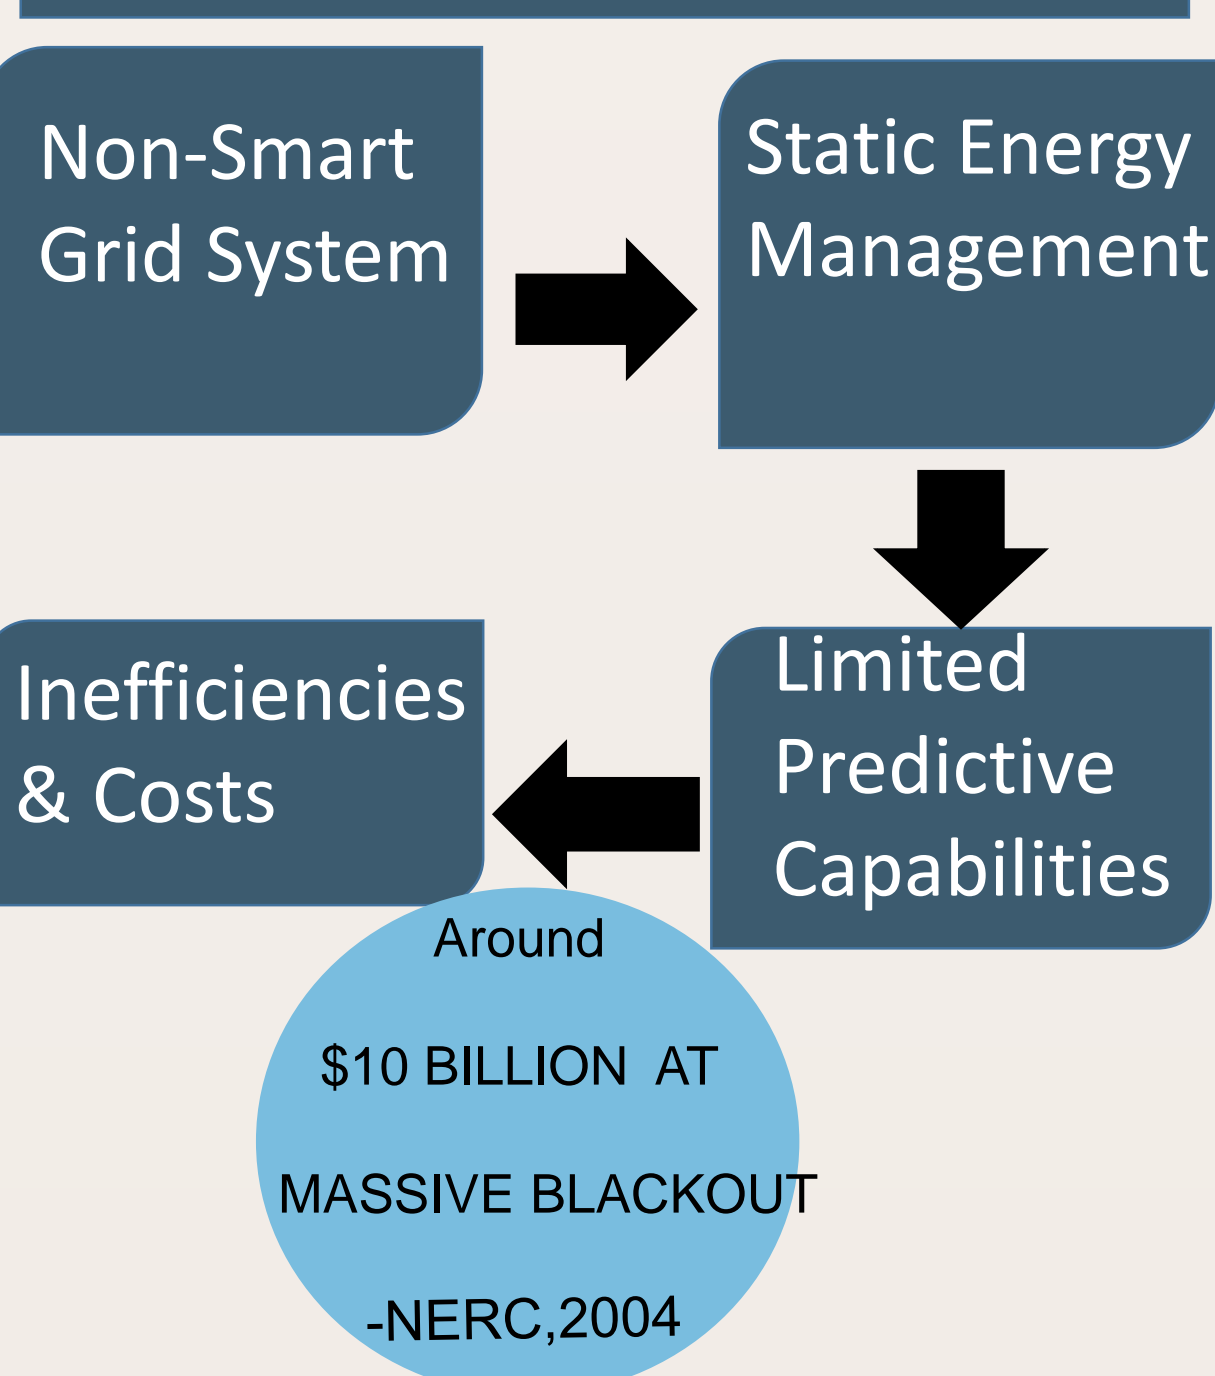 Non-Smart
Grid System
Static Energy
Management
Limited
Predictive
Capabilities
Inefficiencies
& Costs
Around
$10 BILLION  AT
MASSIVE BLACKOUT
-NERC,2004